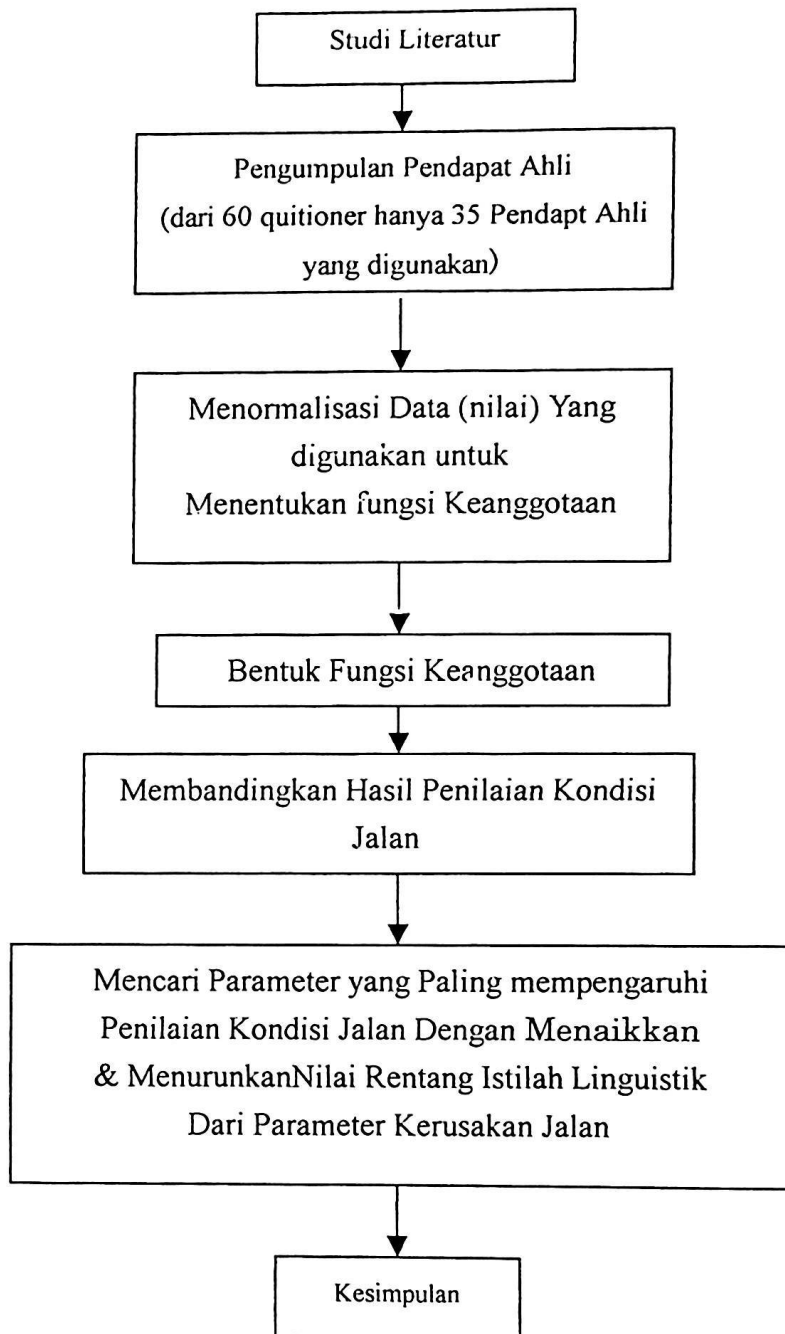 Studi Literatur
Pengumpulan Pendapat Ahli
(dari 60 quitioner hanya 35 Pendapt Ahli
yang digunakan)
Menormalisasi Data (nilai) Yang
digunakan untuk
Menentukan fungsi Keanggotaan
Bentuk Fungsi Keanggotaan
Membandingkan Hasil Penilaian Kondisi
Jalan
Mencari Parameter yang Paling mempengaruhi
Penilaian Kondisi Jalan Dengan Menaikkan
& MenurunkanNilai Rentang Istilah Linguistik
Dari Parameter Kerusakan Jalan
Kesimpulan